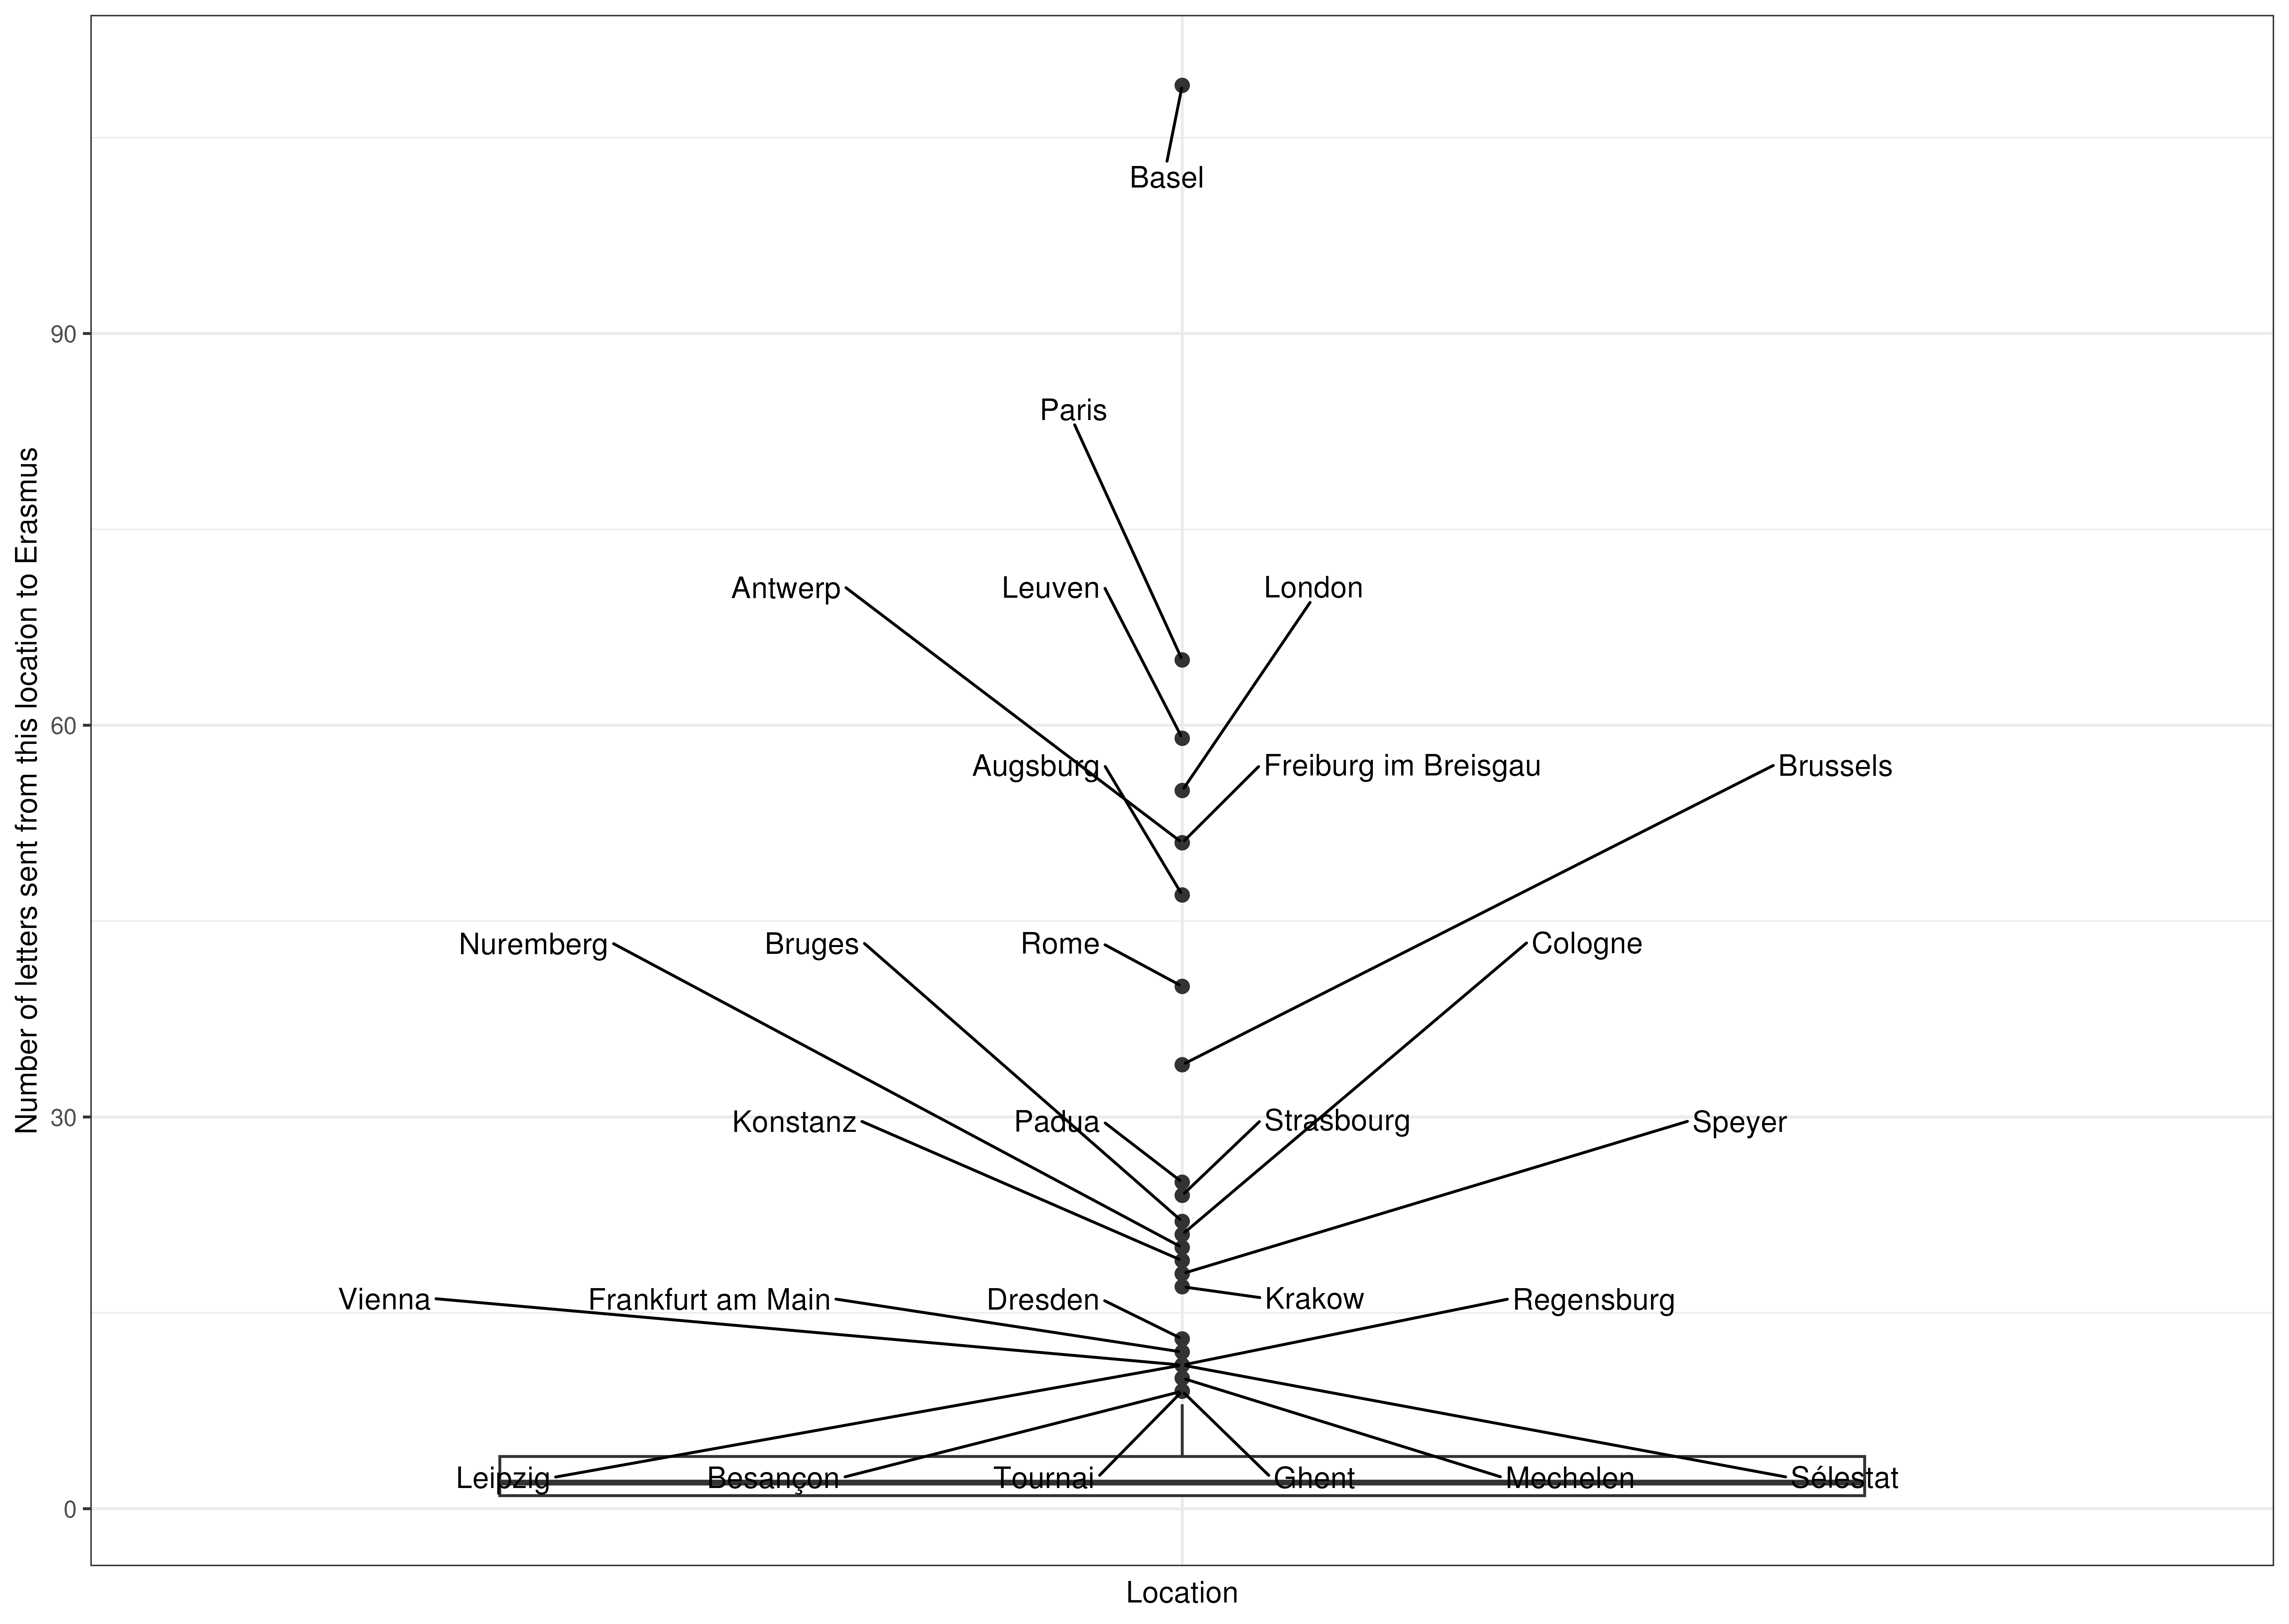 Basel
90
Paris
Antwerp
Leuven
London
60
Augsburg
Freiburg im Breisgau
Brussels
Nuremberg
Bruges
Rome
Cologne
30
Konstanz
Padua
Strasbourg
Speyer
Vienna
Frankfurt am Main
Dresden
Krakow
Regensburg
Leipzig
Besançon
Tournai
Ghent
Mechelen
Sélestat
0
Location
Number of letters sent from this location to Erasmus